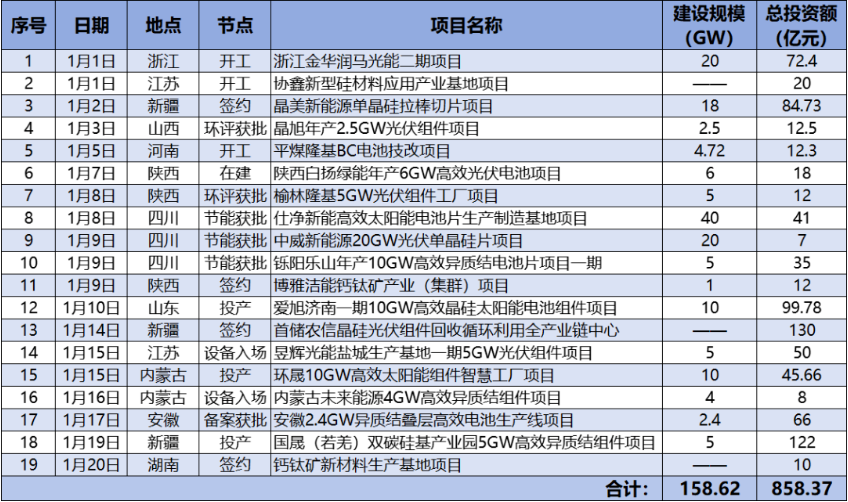 序号 日期 地点 节点 项目名称 建设规模（GW） 总投资额（亿元）
1 1月1日 浙江 开工 浙江金华润马光能二期项目 20 72.4
2 1月1日 江苏 开工 协鑫新型硅材料应用产业基地项目 —— 20
3 1月2日 新疆 签约 晶美新能源单晶硅拉棒切片项目 18 84.73
4 1月3日 山西 环评获批 晶旭年产2.5GW光伏组件项目 2.5 12.5
5 1月5日 河南 开工 平煤隆基BC电池技改项目 4.72 12.3
6 1月7日 陕西 在建 陕西白扬绿能年产6GW高效光伏电池项目 6 18
7 1月8日 陕西 环评获批 榆林隆基5GW光伏组件工厂项目 5 12
8 1月8日 四川 节能获批 仕净新能高效太阳能电池片生产制造基地项目 40 41
9 1月9日 四川 节能获批 中威新能源20GW光伏单晶硅片项目 20 7
10 1月9日 四川 节能获批 铄阳乐山年产10GW高效异质结电池片项目一期 5 35
11 1月9日 陕西 签约 博雅洁能钙钛矿产业（集群）项目 1 12
12 1月10日 山东 投产 爱旭济南一期10GW高效晶硅太阳能电池组件项目 10 99.78
13 1月14日 新疆 签约 首储农信晶硅光伏组件回收循环利用全产业链中心 —— 130
14 1月15日 江苏 设备入场 昱辉光能盐城生产基地一期5GW光伏组件项目 5 50
15 1月15日 内蒙古 投产 环晟10GW高效太阳能组件智慧工厂项目 10 45.66
16 1月16日 内蒙古 设备入场 内蒙古未来能源4GW高效异质结组件项目 4 8
17 1月17日 安徽 备案获批 安徽2.4GW异质结叠层高效电池生产线项目 2.4 66
18 1月19日 新疆 投产 国晟（若羌）双碳硅基产业园5GW高效异质结组件项目 5 122
19 1月20日 湖南 签约 钙钛矿新材料生产基地项目 —— 10
合计： 158.62 858.37